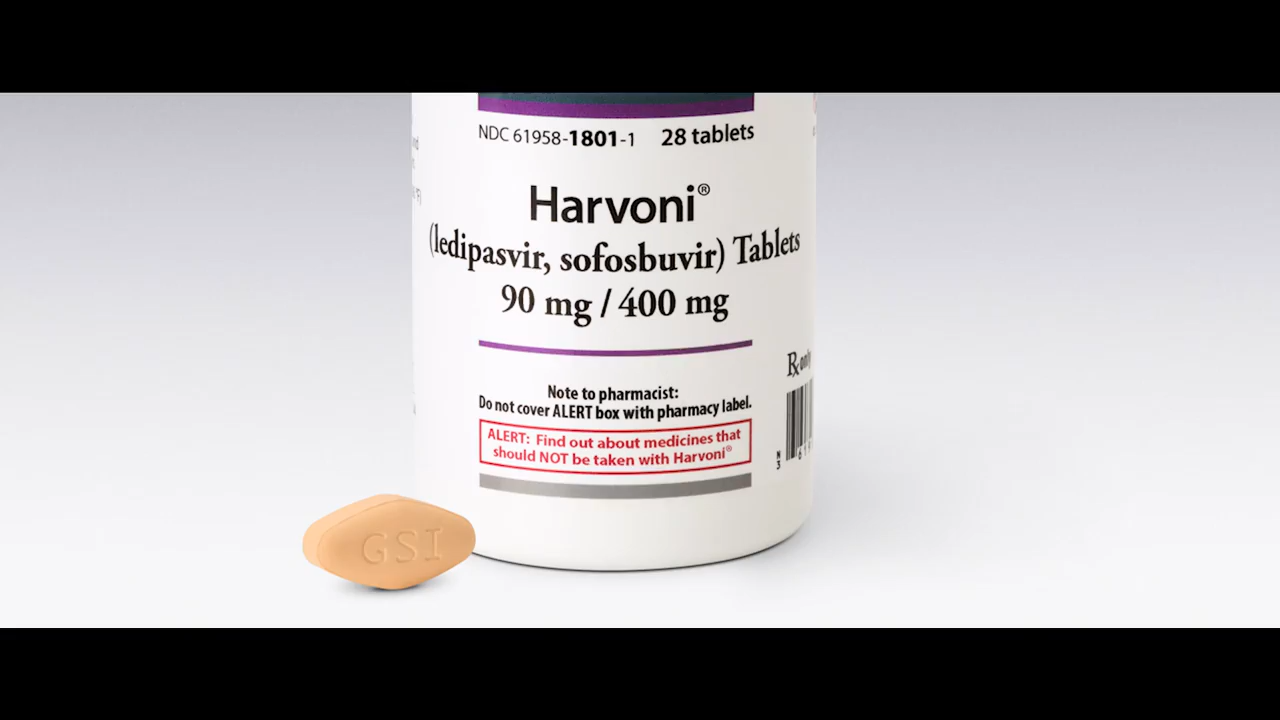 NDC 61958-1801-1 28 tablets
Harvoni®
(ledipasvir, sofosbuvir) Tablets
90 mg / 400 mg
Rx only
Note to pharmacist:
Do not cover ALERT box with pharmacy label.
ALERT: Find out about medicines that
should NOT be taken with Harvoni®
GSI